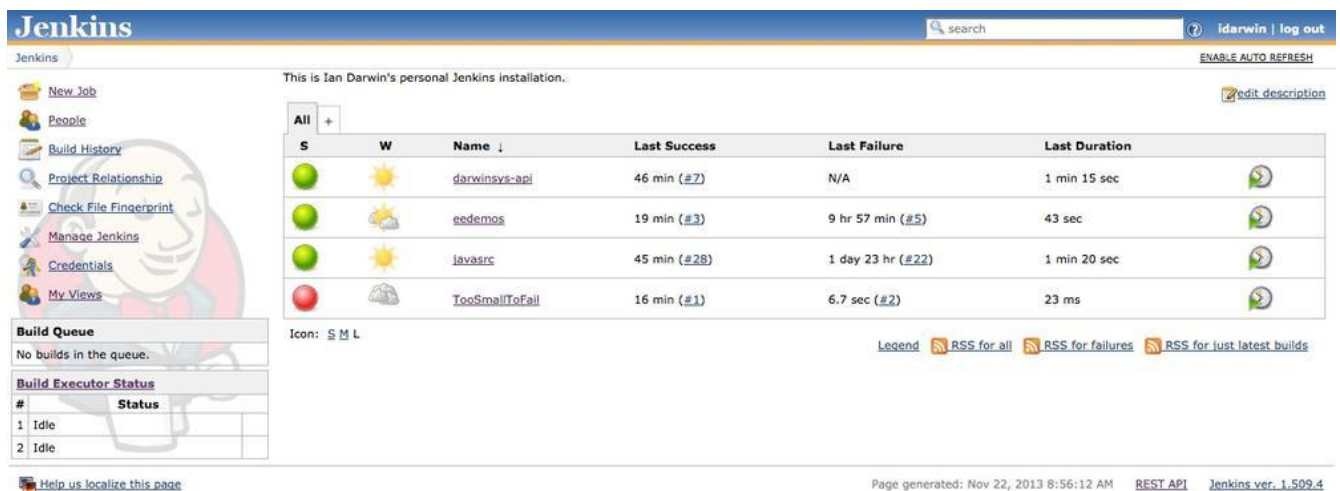 Jenkins
search
idarwin | log out
Jenkins
ENABLE AUTO REFRESH
New Job
People
Build History
Project Relationship
Check File Fingerprint
Manage Jenkins
Credentials
My Views
Build Queue
No builds in the queue.
Build Executor Status
# Status
1 Idle
2 Idle
This is Ian Darwin's personal Jenkins installation.
edit description
All +
S W Name ↓ Last Success Last Failure Last Duration
darwinsys-api 46 min (#7) N/A 1 min 15 sec
eedemos 19 min (#3) 9 hr 57 min (#5) 43 sec
javasrc 45 min (#28) 1 day 23 hr (#22) 1 min 20 sec
TooSmallToFail 16 min (#1) 6.7 sec (#2) 23 ms
Icon: S M L
Legend RSS for all RSS for failures RSS for just latest builds
Help us localize this page
Page generated: Nov 22, 2013 8:56:12 AM REST API Jenkins ver. 1.509.4